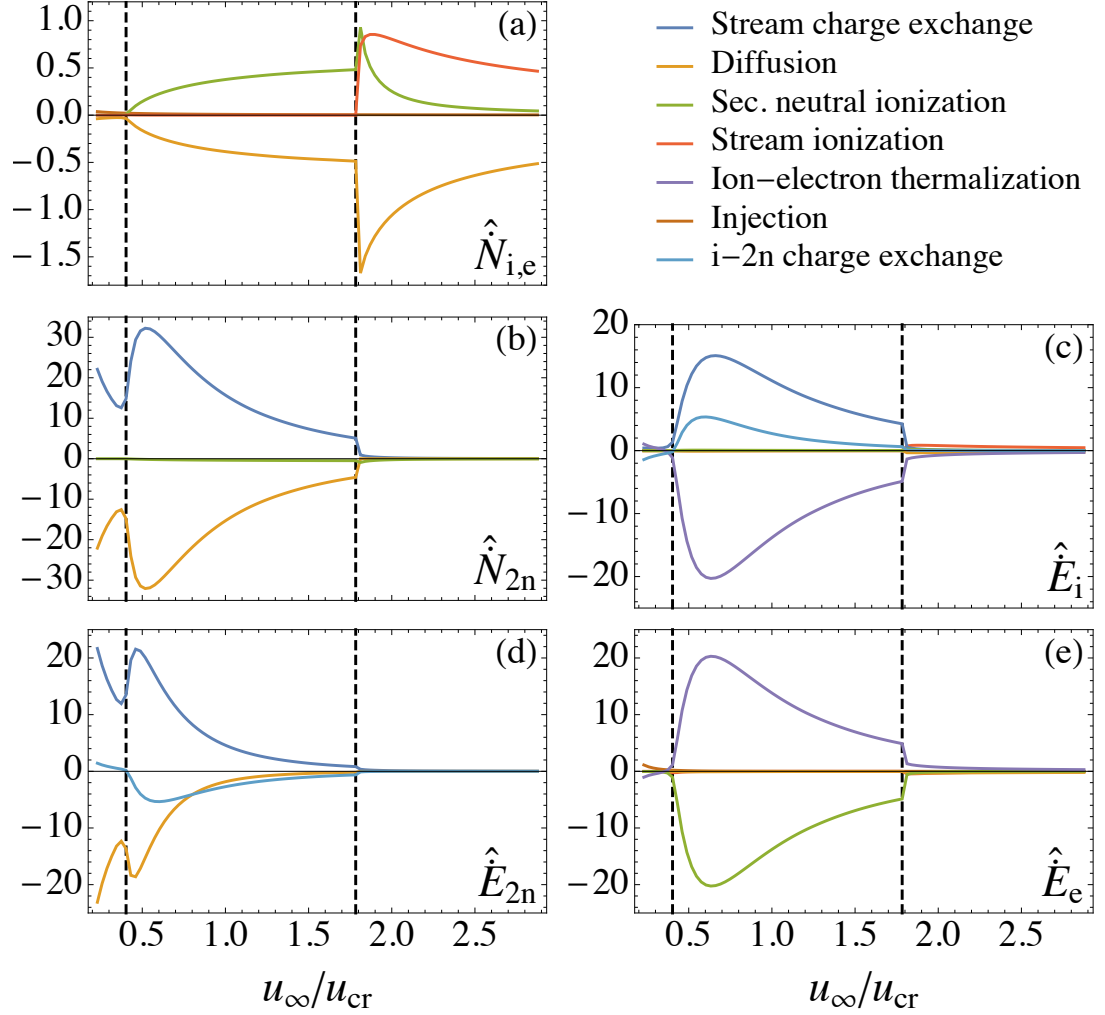 (a)
1.0
0.5
0.0
−0.5
−1.0
−1.5
N̂̇i,e
Stream charge exchange
Diffusion
Sec. neutral ionization
Stream ionization
Ion−electron thermalization
Injection
i−2n charge exchange
(b)
30
20
10
0
−10
−20
−30
N̂̇2n
(c)
20
10
0
−10
−20
Ê̇i
(d)
20
10
0
−10
−20
Ê̇2n
0.5 1.0 1.5 2.0 2.5
u∞/ucr
(e)
20
10
0
−10
−20
Ê̇e
0.5 1.0 1.5 2.0 2.5
u∞/ucr